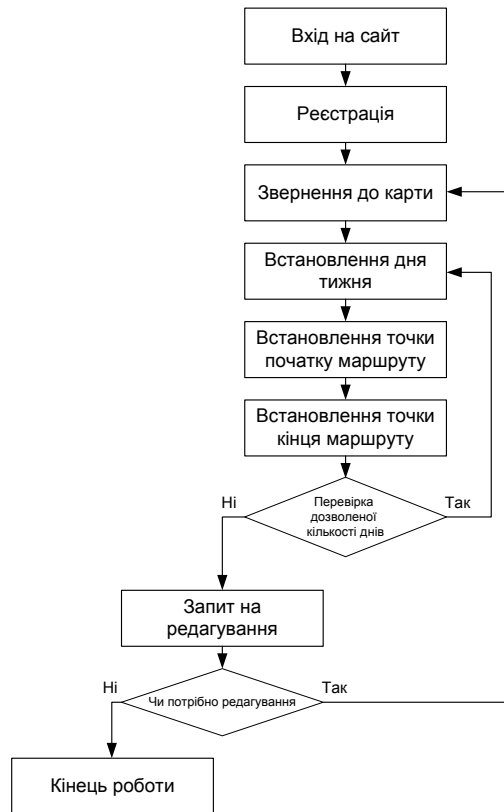 Вхід на сайт
Реєстрація
Звернення до карти
Встановлення дня
тижня
Встановлення точки
початку маршруту
Встановлення точки
кінця маршруту
Ні
Перевірка
дозволеної
кількості днів
Так
Запит на
редагування
Ні
Чи потрібно редагування
Так
Кінець роботи